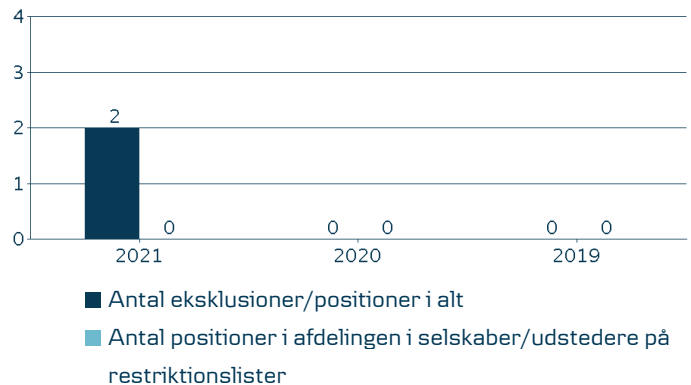 4
3
2
2
1
0 0 0 0 0
0
2021 2020 2019
Antal eksklusioner/positioner i alt
Antal positioner i afdelingen i selskaber/udstedere på
restriktionslister